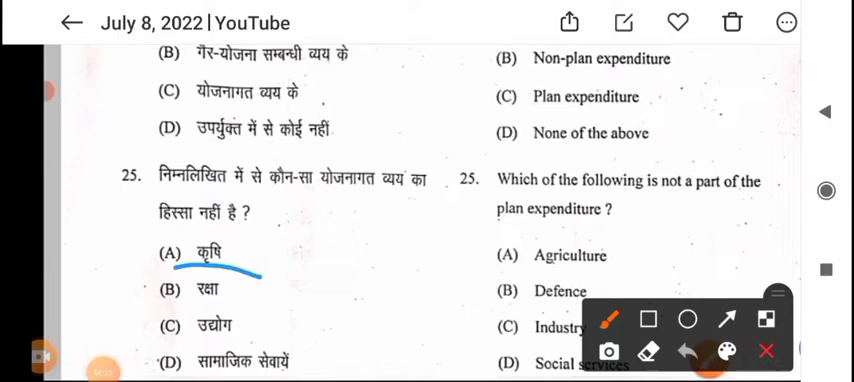 July 8, 2022 | YouTube
(B) गैर-योजना सम्बन्धी व्यय के
(C) योजनागत व्यय के
(D) उपर्युक्त में से कोई नहीं.
25. निम्नलिखित में से कौन-सा योजनागत व्यय का
हिस्सा नहीं है ?
(A) कृषि
(B) रक्षा
(C) उद्योग
(D) सामाजिक सेवायें
(B) Non-plan expenditure
(C) Plan expenditure
(D) None of the above
25. Which of the following is not a part of the
plan expenditure ?
(A) Agriculture
(B) Defence
(C) Industry
(D) Social services